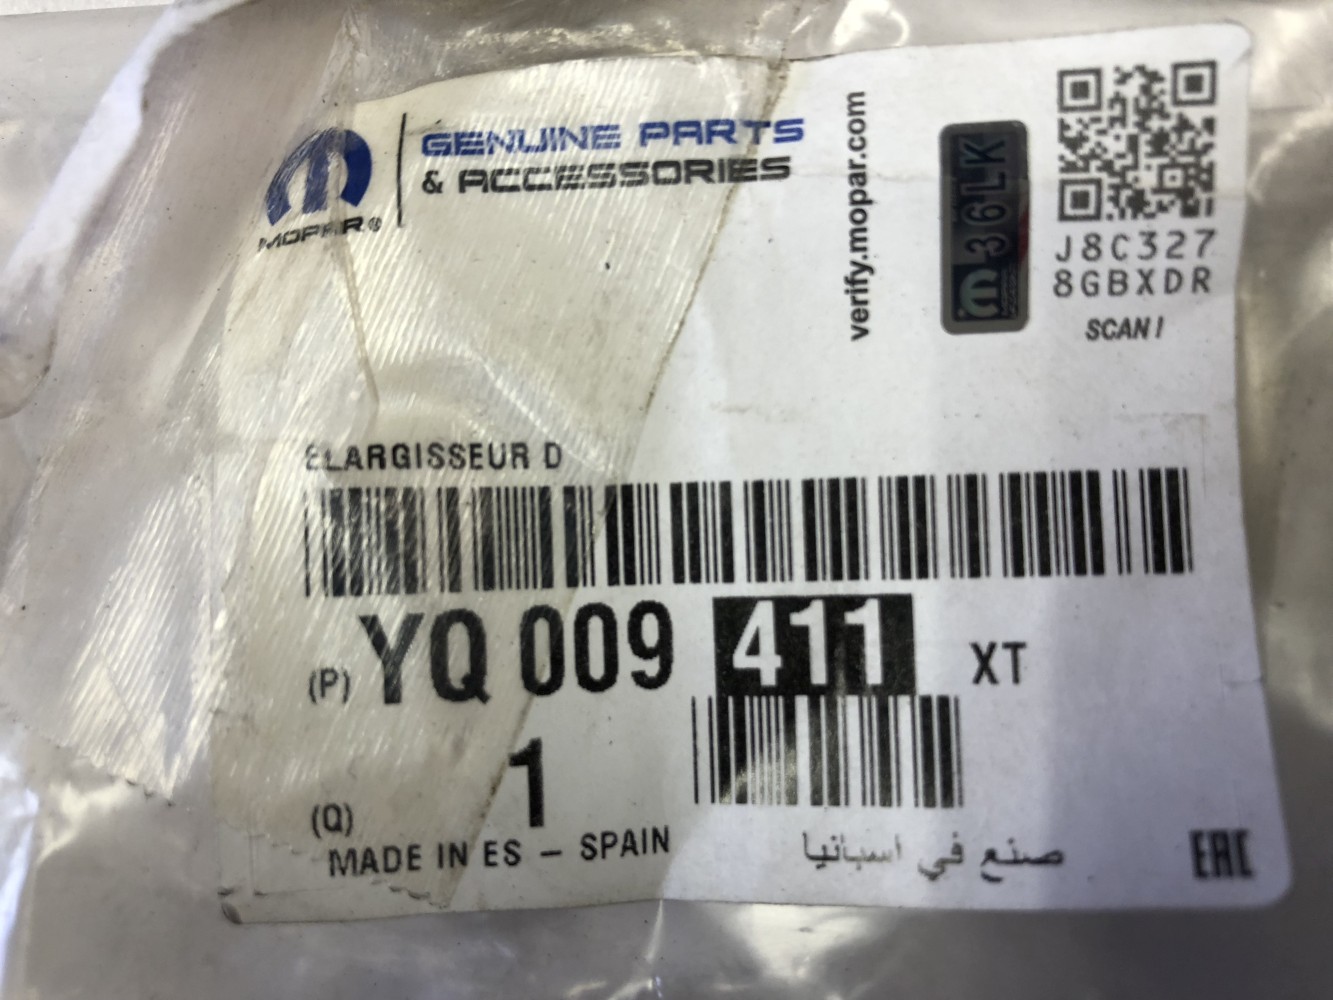 GENUINE PARTS
& ACCESSORIES
MOPAR®
verify.mopar.com
36LK
J8C327
8GBXDR
SCAN!
ELARGISSEUR D
(P) YQ 009 411 XT
(Q) 1
MADE IN ES – SPAIN
صنع في اسبانيا
EAC